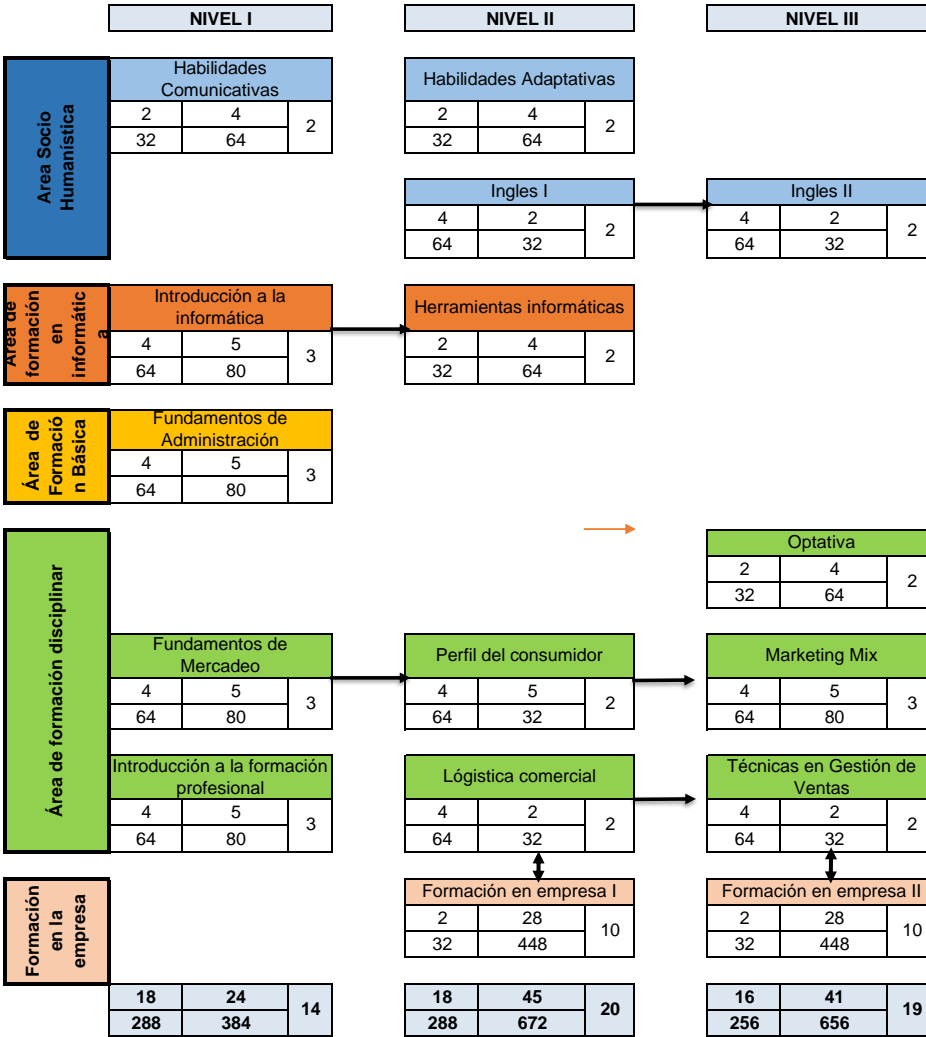 NIVEL I NIVEL II NIVEL III
Area Socio
Humanística
Habilidades
Comunicativas
2 4 2
32 64
Habilidades Adaptativas
2 4 2
32 64
Ingles I
4 2 2
64 32
Ingles II
4 2 2
64 32
Área de
formación
en
informátic
a
Introducción a la
informática
4 5 3
64 80
Herramientas informáticas
2 4 2
32 64
Área de
Formació
n Básica
Fundamentos de
Administración
4 5 3
64 80
Área de formación disciplinar
Optativa
2 4 2
32 64
Fundamentos de
Mercadeo
4 5 3
64 80
Perfil del consumidor
4 5 2
64 32
Marketing Mix
4 5 3
64 80
Introducción a la formación
profesional
4 5 3
64 80
Lógistica comercial
4 2 2
64 32
Técnicas en Gestión de
Ventas
4 2 2
64 32
Formación
en la
empresa
Formación en empresa I
2 28 10
32 448
Formación en empresa II
2 28 10
32 448
18 24 14
288 384
18 45 20
288 672
16 41 19
256 656